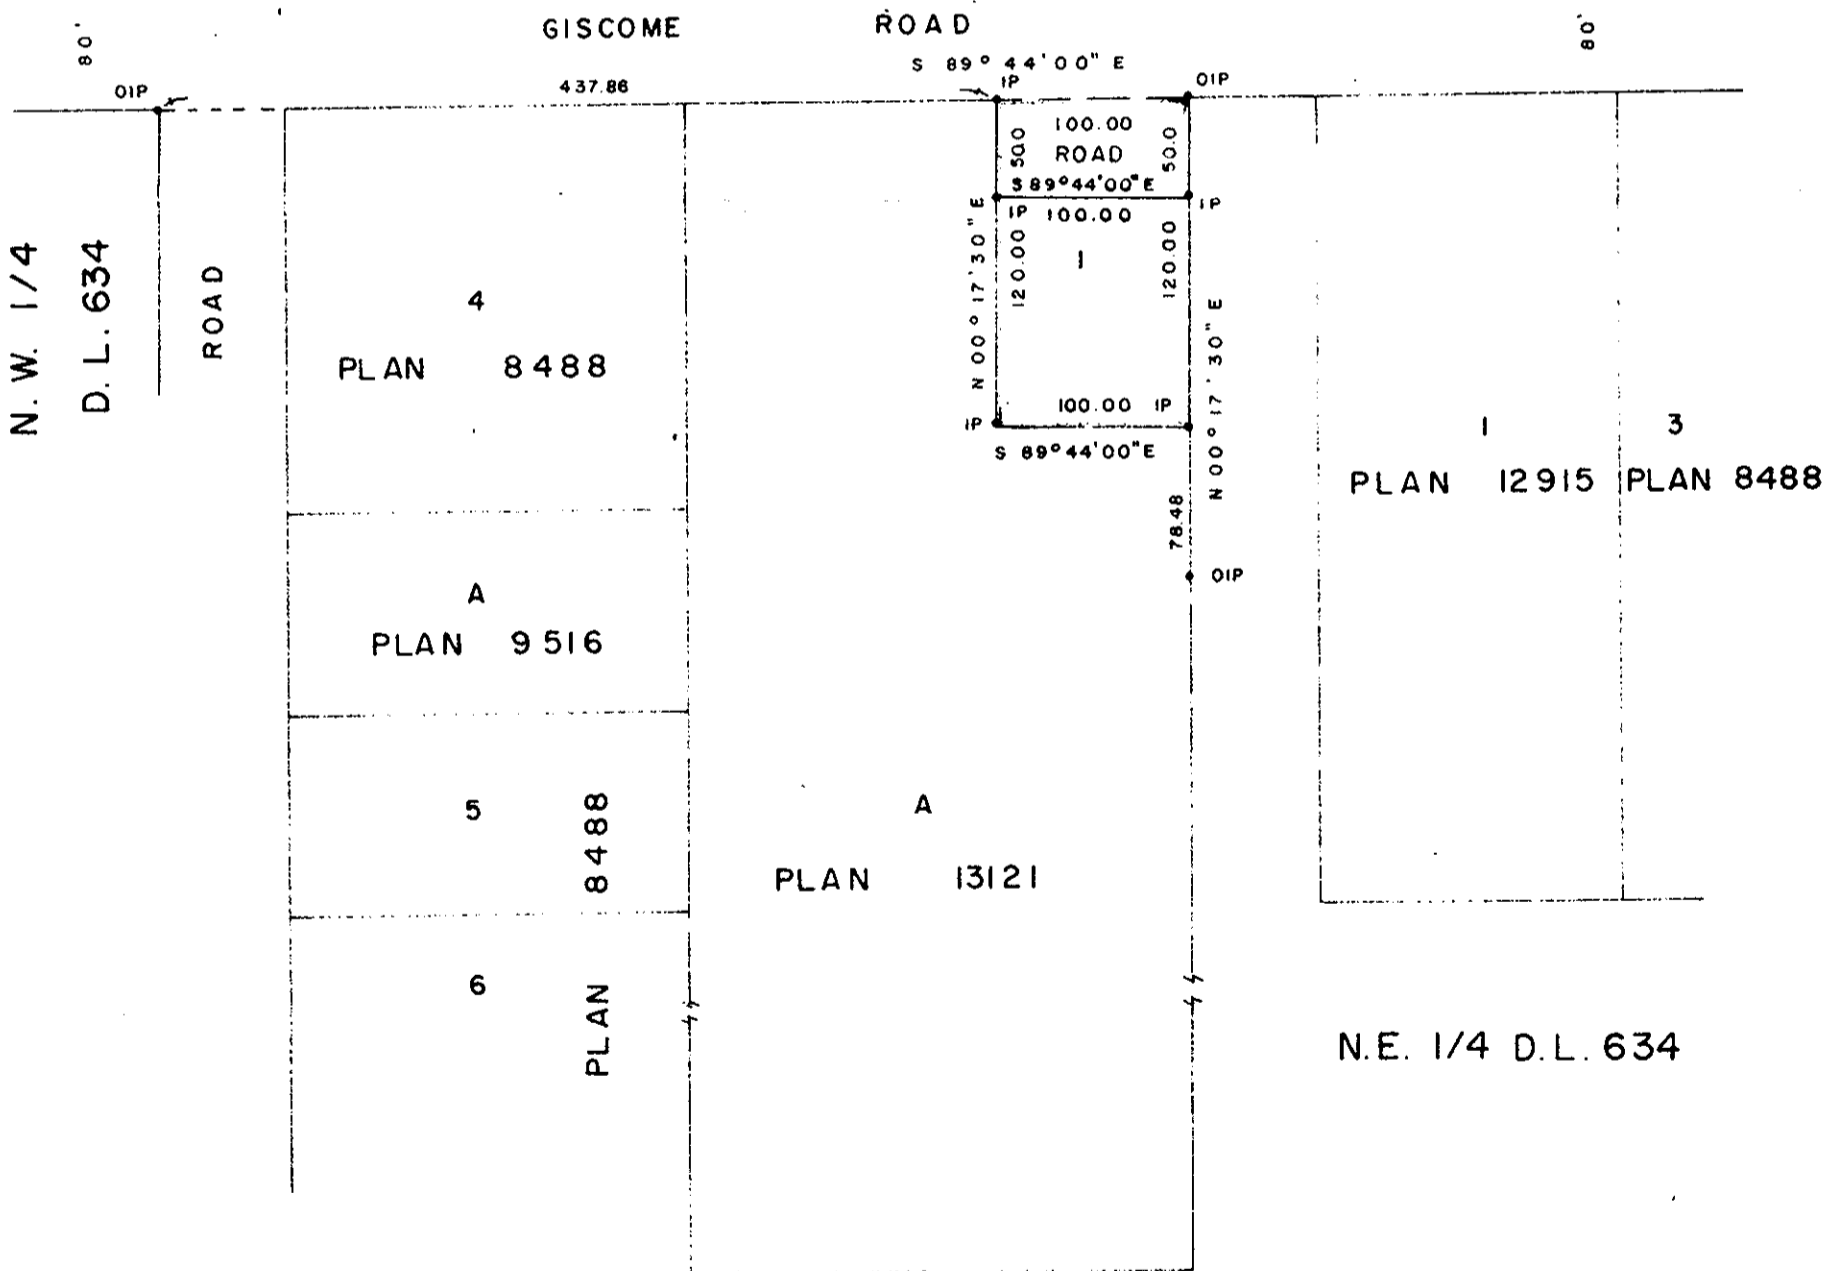 GISCOME ROAD
80'
80'
S 89° 44' 00" E
OIP
437.86
IP
OIP
100.00
ROAD
50.0
50.0
S 89° 44' 00" E
IP 100.00
IP
N 00° 17' 30" E
120.00
1
120.00
N.W. 1/4
D.L. 634
ROAD
4
PLAN 8488
N 00° 17' 30" E
100.00 IP
IP
S 89° 44' 00" E
78.48
OIP
1
PLAN 12915
3
PLAN 8488
A
PLAN 9516
5
PLAN 8488
6
A
PLAN 13121
N.E. 1/4 D.L. 634